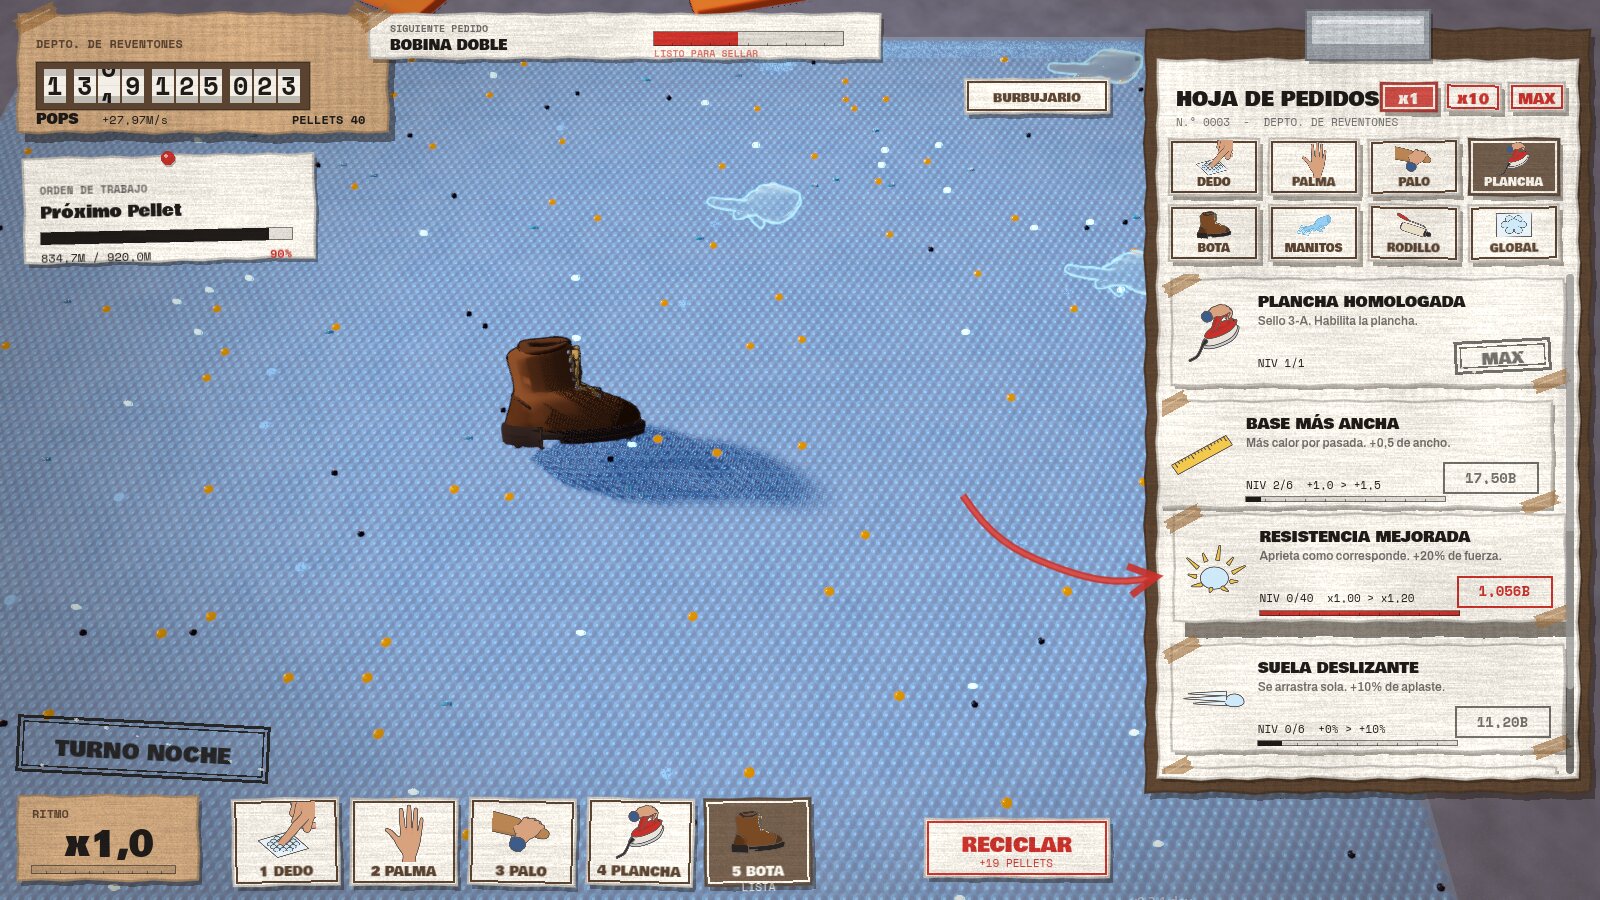 DEPTO. DE REVENTONES
POPS
+27,97M/s
PELLETS 40
SIGUIENTE PEDIDO
BOBINA DOBLE
LISTO PARA SELLAR
BURBUJARIO
ORDEN DE TRABAJO
Próximo Pellet
834,7M / 920,0M
90%
TURNO NOCHE
RITMO
x1,0
1 DEDO
2 PALMA
3 PALO
4 PLANCHA
5 BOTA
LISTA
RECICLAR
+19 PELLETS
HOJA DE PEDIDOS
x1
x10
MAX
N.° 0003 - DEPTO. DE REVENTONES
DEDO
PALMA
PALO
PLANCHA
BOTA
MANITOS
RODILLO
GLOBAL
PLANCHA HOMOLOGADA
Sello 3-A. Habilita la plancha.
NIV 1/1
MAX
BASE MÁS ANCHA
Más calor por pasada. +0,5 de ancho.
NIV 2/6 +1,0 > +1,5
17,50B
RESISTENCIA MEJORADA
Aprieta como corresponde. +20% de fuerza.
NIV 0/40 x1,00 > x1,20
1,056B
SUELA DESLIZANTE
Se arrastra sola. +10% de aplaste.
NIV 0/6 +0% > +10%
11,20B